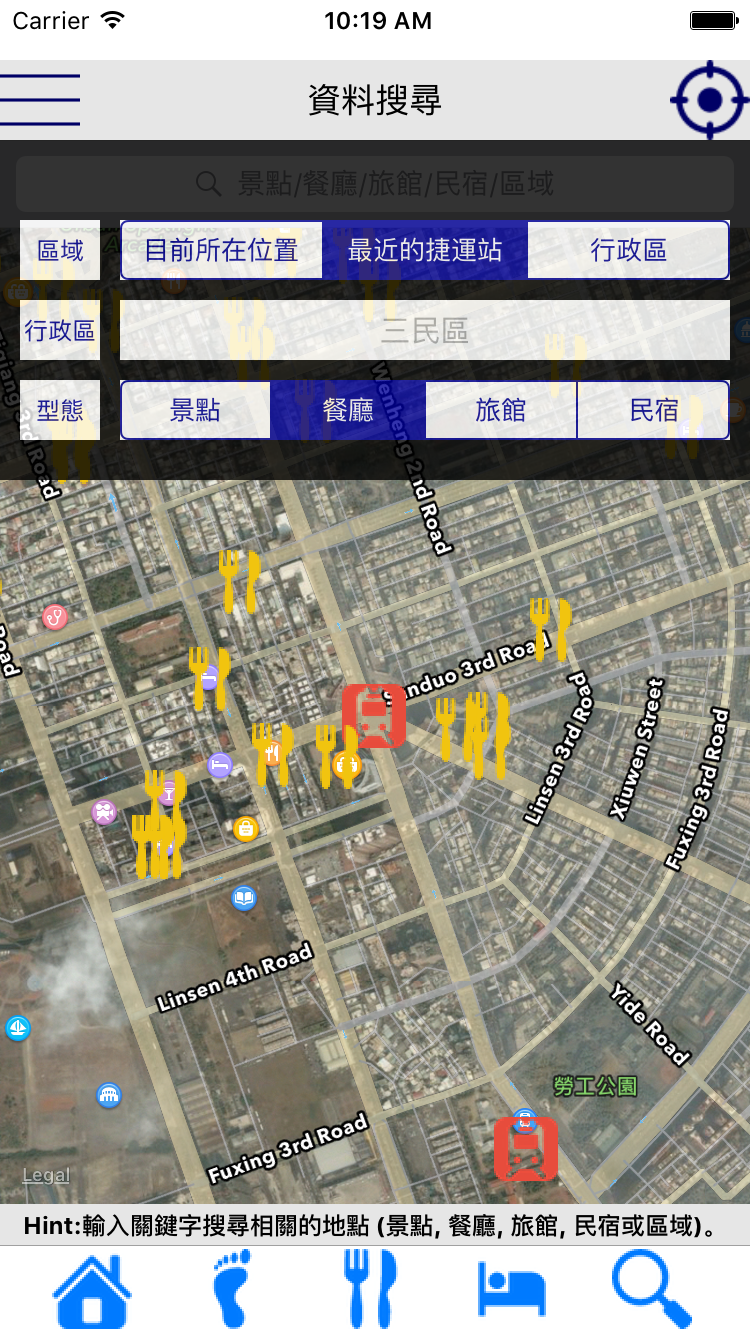 Carrier 10:19 AM
資料搜尋
景點/餐廳/旅館/民宿/區域
區域 目前所在位置 最近的捷運站 行政區
行政區 三民區
型態 景點 餐廳 旅館 民宿
Wenheng 2nd Road
Road
Sanduo 3rd Road
Linsen 3rd Road
Xiuwen Street
Fuxing 3rd Road
Linsen 4th Road
Yide Road
勞工公園
Fuxing 3rd Road
Legal
Hint:輸入關鍵字搜尋相關的地點 (景點, 餐廳, 旅館, 民宿或區域)。